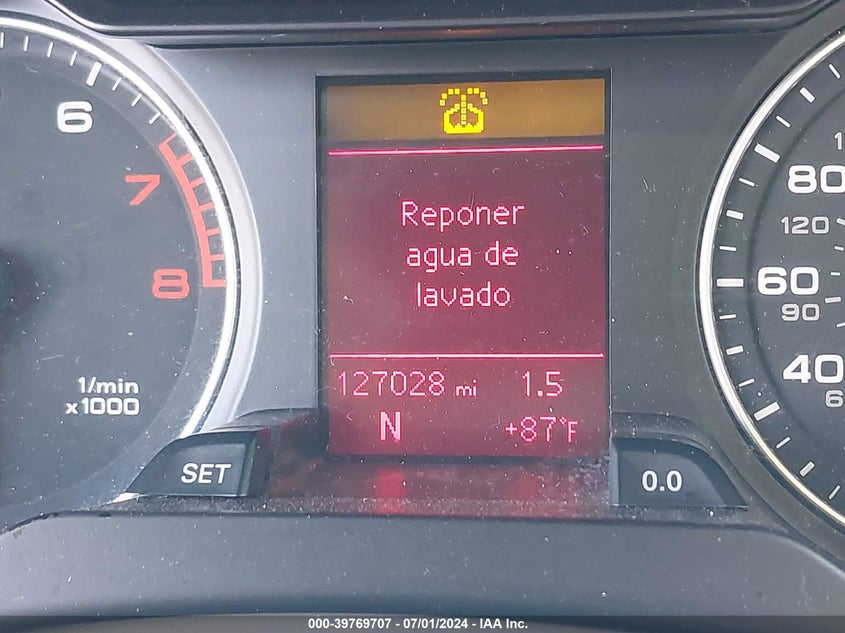 6
7
8
1/min
x1000
SET
Reponer
agua de
lavado
127028 mi 1.5
N +87°F
0.0
80
120
60
90
40
000-39769707 - 07/01/2024 - IAA Inc.